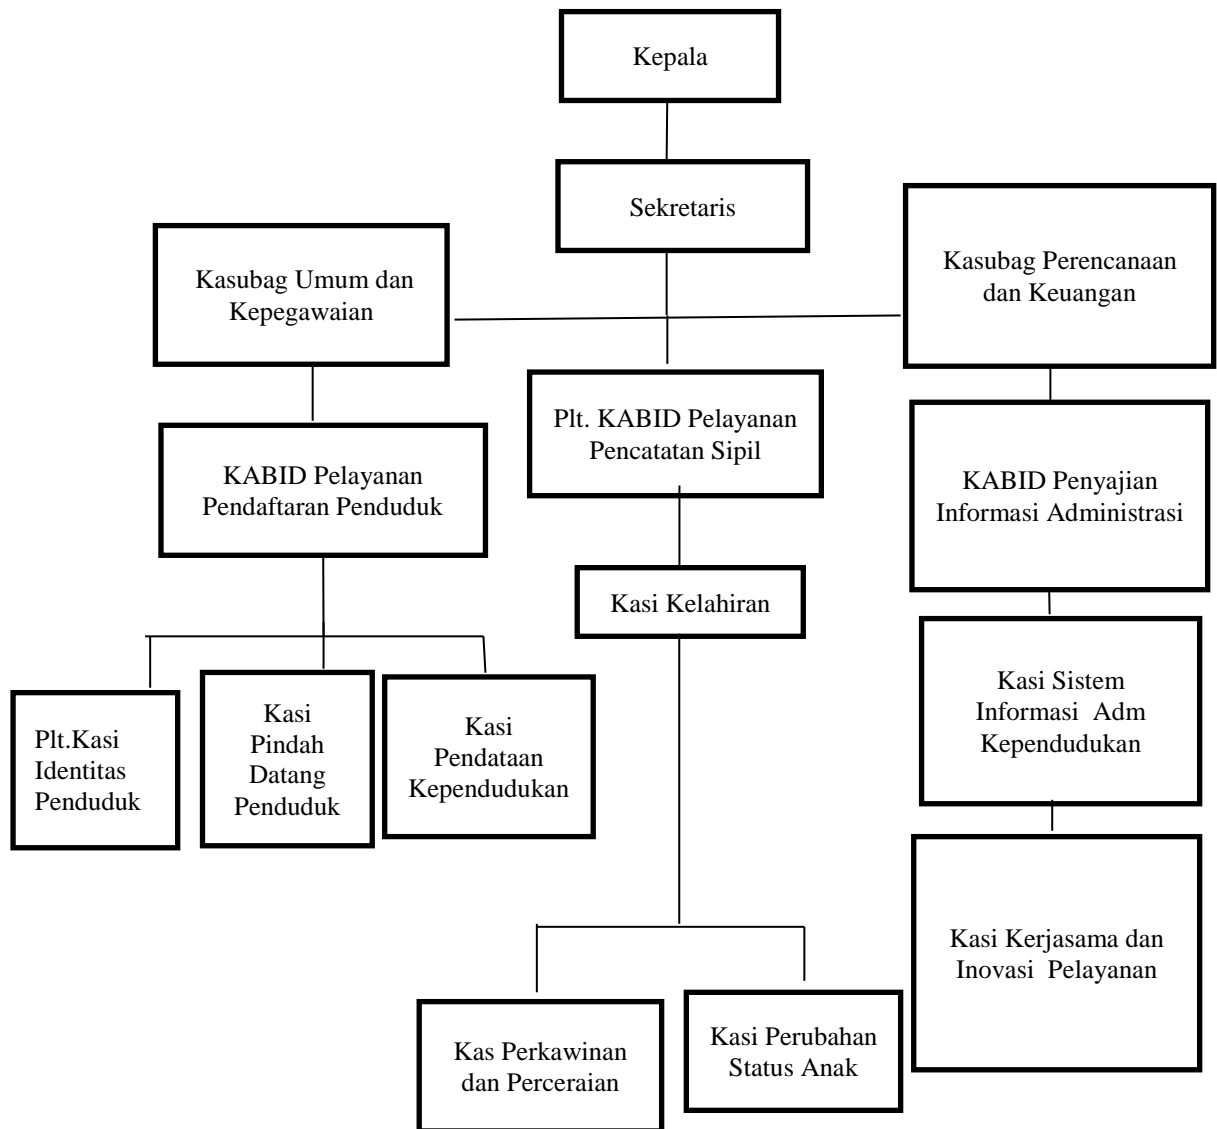 Kepala
Sekretaris
Kasubag Umum dan
Kepegawaian
Kasubag Perencanaan
dan Keuangan
Plt. KABID Pelayanan
Pencatatan Sipil
KABID Pelayanan
Pendaftaran Penduduk
KABID Penyajian
Informasi Administrasi
Kasi Kelahiran
Plt.Kasi
Identitas
Penduduk
Kasi
Pindah
Datang
Penduduk
Kasi
Pendataan
Kependudukan
Kasi Sistem
Informasi  Adm
Kependudukan
Kasi Kerjasama dan
Inovasi  Pelayanan
Kas Perkawinan
dan Perceraian
Kasi Perubahan
Status Anak